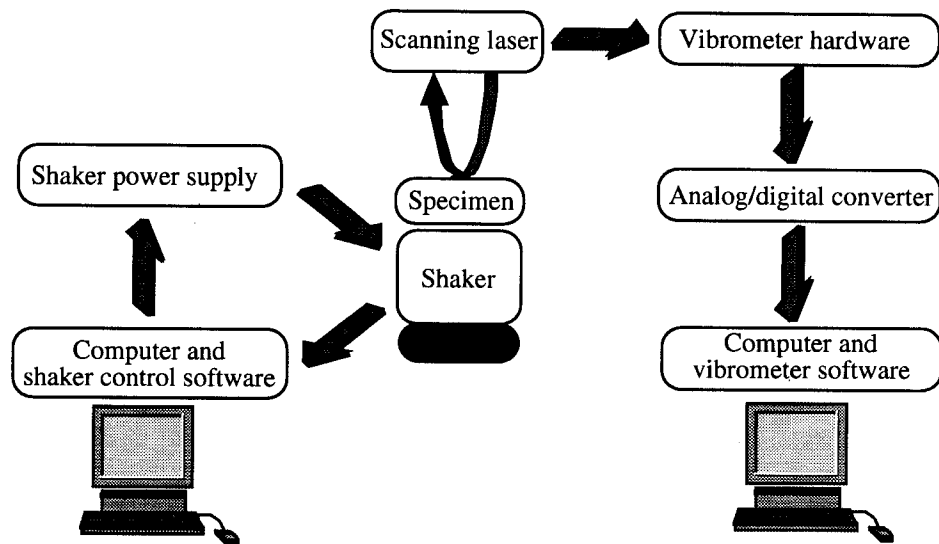 Scanning laser
Vibrometer hardware
Shaker power supply
Specimen
Analog/digital converter
Shaker
Computer and
shaker control software
Computer and
vibrometer software